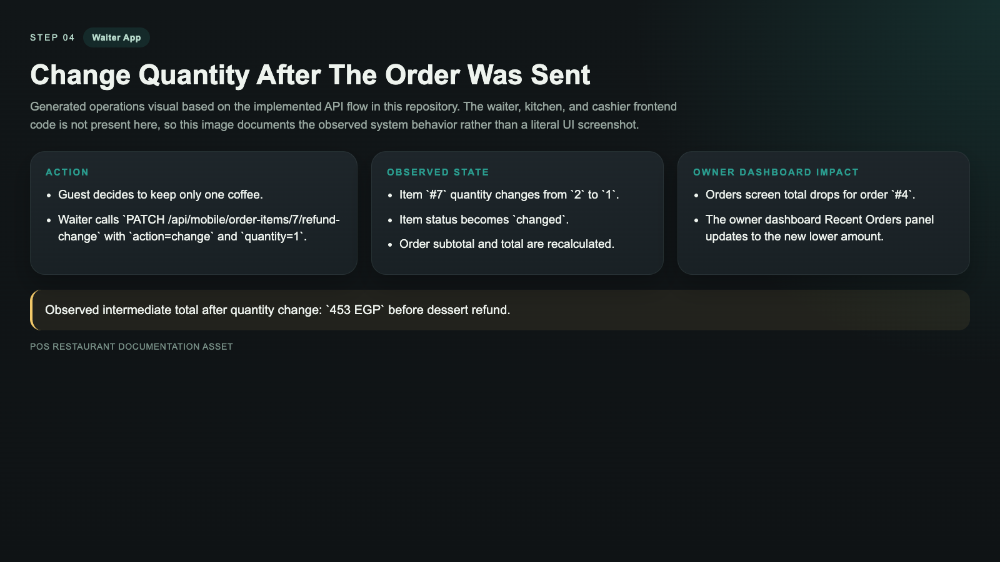 STEP 04 Waiter App
Change Quantity After The Order Was Sent
Generated operations visual based on the implemented API flow in this repository. The waiter, kitchen, and cashier frontend
code is not present here, so this image documents the observed system behavior rather than a literal UI screenshot.
ACTION
• Guest decides to keep only one coffee.
• Waiter calls `PATCH /api/mobile/order-items/7/refund-
change` with `action=change` and `quantity=1`.
OBSERVED STATE
• Item `#7` quantity changes from `2` to `1`.
• Item status becomes `changed`.
• Order subtotal and total are recalculated.
OWNER DASHBOARD IMPACT
• Orders screen total drops for order `#4`.
• The owner dashboard Recent Orders panel
updates to the new lower amount.
Observed intermediate total after quantity change: `453 EGP` before dessert refund.
POS RESTAURANT DOCUMENTATION ASSET